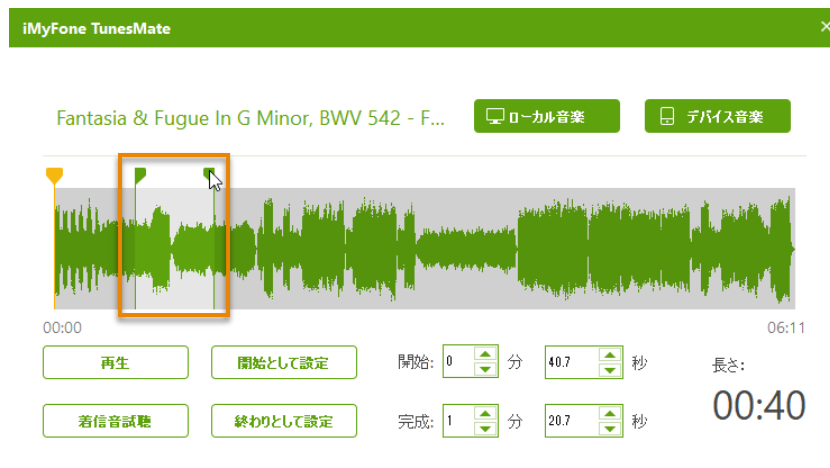 iMyFone TunesMate
Fantasia & Fugue In G Minor, BWV 542 - F... ローカル音楽 デバイス音楽
00:00 06:11
再生 開始として設定 開始: 0 分 40.7 秒 長さ:
着信音試聴 終わりとして設定 完成: 1 分 20.7 秒 00:40